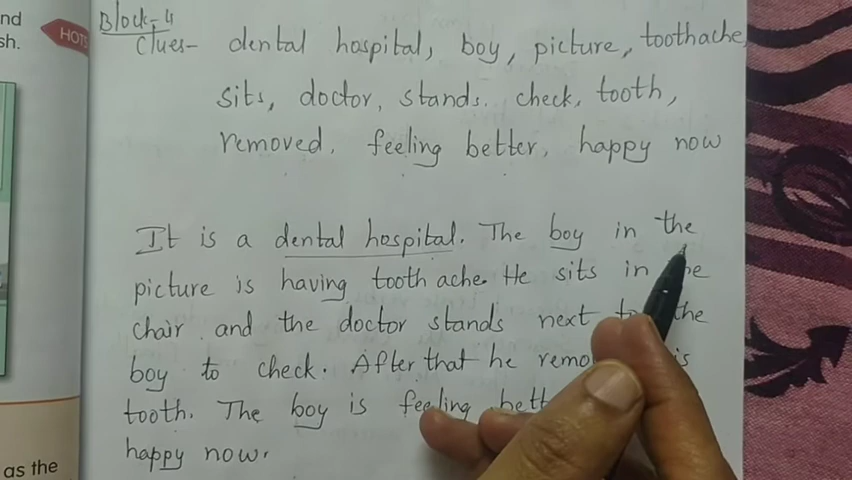 nd
sh.
HOTS
Block-4
Clues- dental hospital, boy, picture, toothache,
sits, doctor, stands. check, tooth,
removed, feeling better, happy now
It is a dental hospital. The boy in the
picture is having tooth ache. He sits in
chair and the doctor stands next the
boy to check. After that he
tooth. The boy is feeling
happy now.
as the